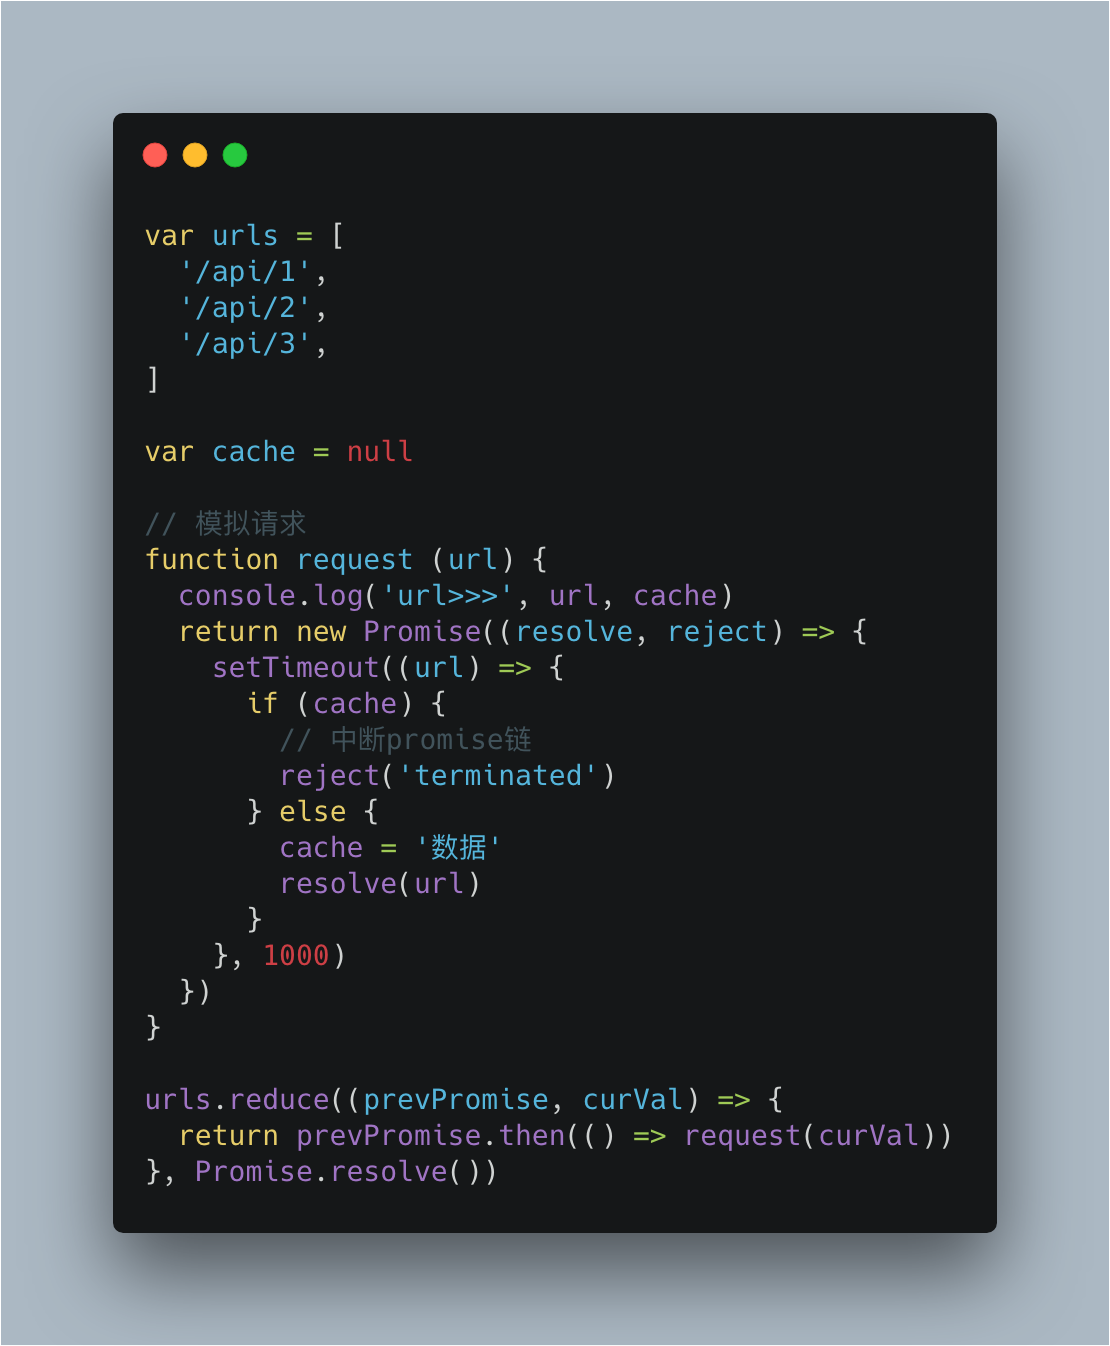 var urls = [
  '/api/1',
  '/api/2',
  '/api/3',
]

var cache = null

// 模拟请求
function request (url) {
  console.log('url>>>', url, cache)
  return new Promise((resolve, reject) => {
    setTimeout((url) => {
      if (cache) {
        // 中断promise链
        reject('terminated')
      } else {
        cache = '数据'
        resolve(url)
      }
    }, 1000)
  })
}

urls.reduce((prevPromise, curVal) => {
  return prevPromise.then(() => request(curVal))
}, Promise.resolve())